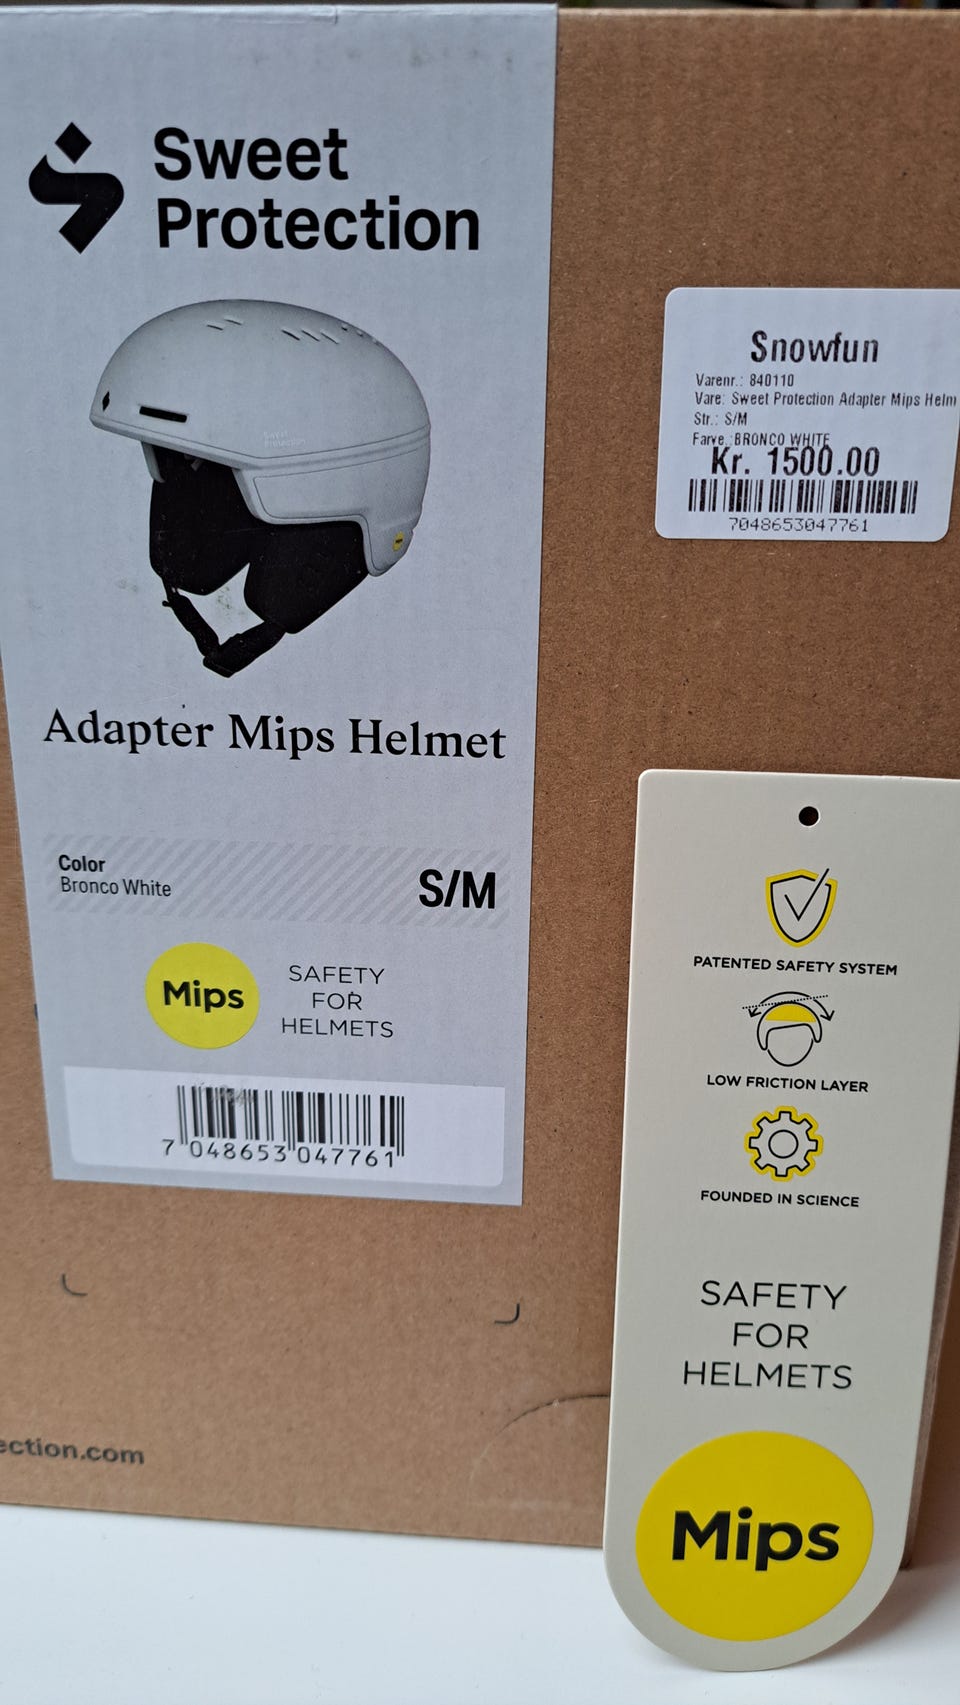 Sweet
Protection
Adapter Mips Helmet
Color
Bronco White
S/M
Mips
SAFETY
FOR
HELMETS
7 048653 047761
ection.com
Snowfun
Varenr.: 840110
Vare: Sweet Protection Adapter Mips Helm
Str.: S/M
Farve.:BRONCO WHITE
Kr. 1500.00
7048653047761
PATENTED SAFETY SYSTEM
LOW FRICTION LAYER
FOUNDED IN SCIENCE
SAFETY
FOR
HELMETS
Mips